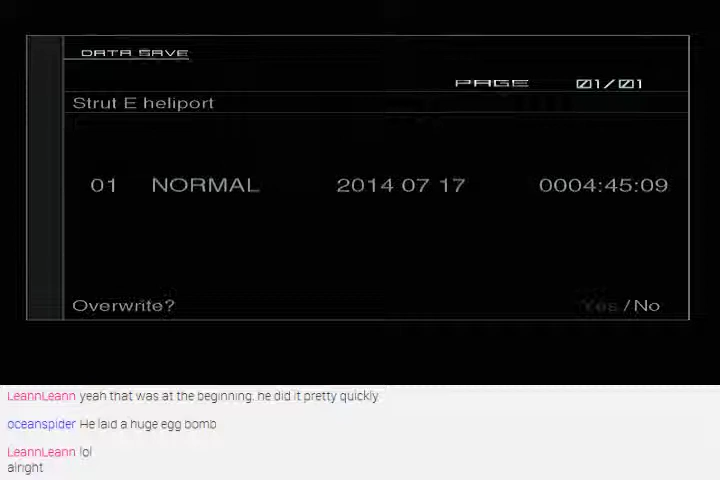 DATA SAVE
PAGE 01/01
Strut E heliport
01 NORMAL 2014 07 17 0004:45:09
Overwrite? Yes / No
LeannLeann yeah that was at the beginning. he did it pretty quickly
oceanspider He laid a huge egg bomb
LeannLeann lol
alright